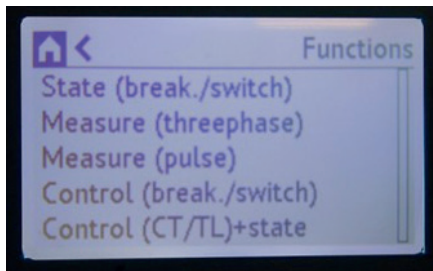 Functions
State (break./switch)
Measure (threephase)
Measure (pulse)
Control (break./switch)
Control (CT/TL)+state